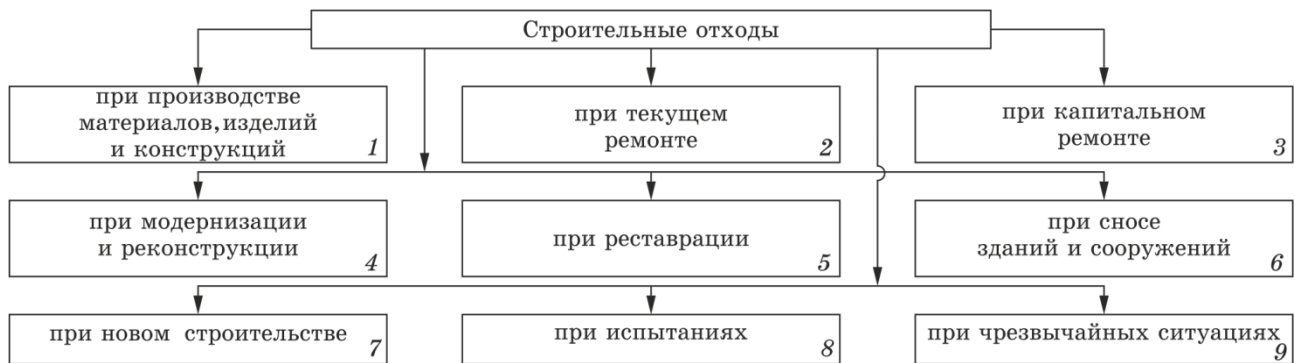 Строительные отходы
при производстве
материалов,изделий
и конструкций
1
при текущем
ремонте
2
при капитальном
ремонте
3
при модернизации
и реконструкции
4
при реставрации
5
при сносе
зданий и сооружений
6
при новом строительстве
7
при испытаниях
8
при чрезвычайных ситуациях
9